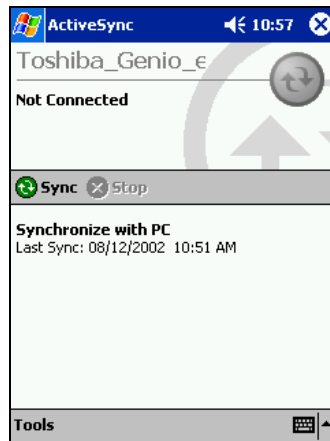 ActiveSync 10:57
Toshiba_Genio_e
Not Connected
Sync Stop
Synchronize with PC
Last Sync: 08/12/2002 10:51 AM
Tools